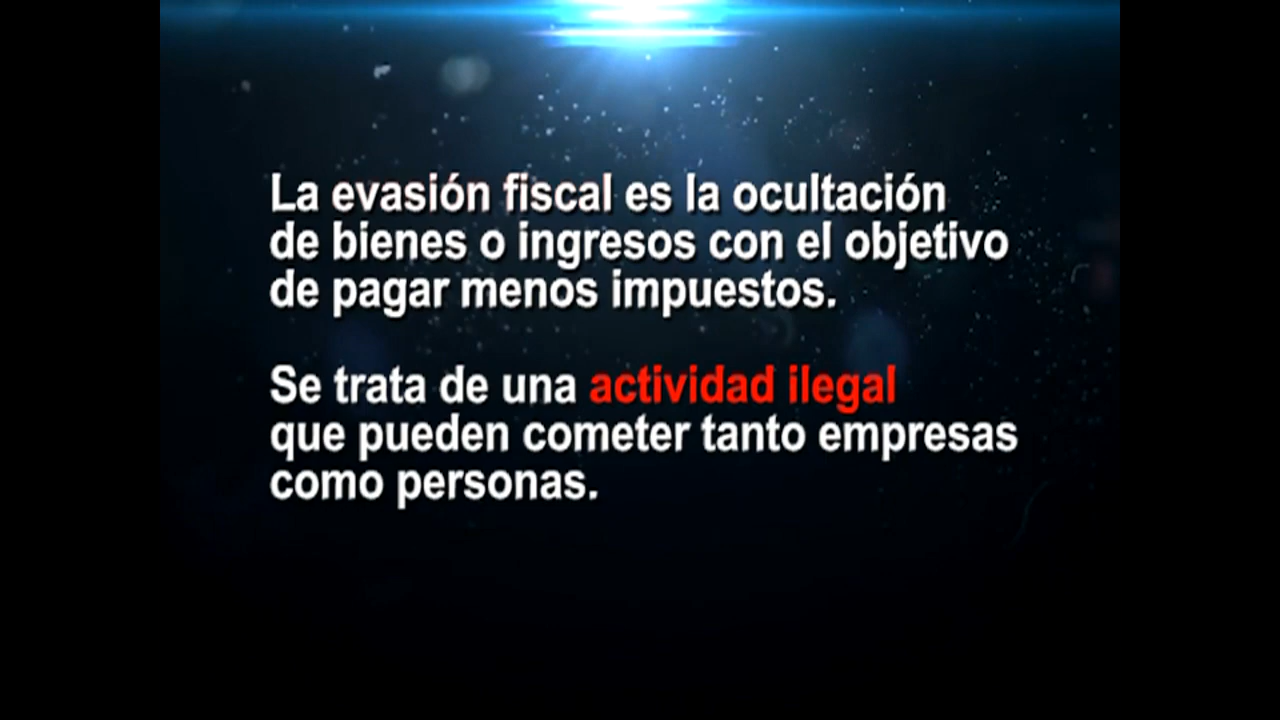 La evasión fiscal es la ocultación
de bienes o ingresos con el objetivo
de pagar menos impuestos.
Se trata de una actividad ilegal
que pueden cometer tanto empresas
como personas.